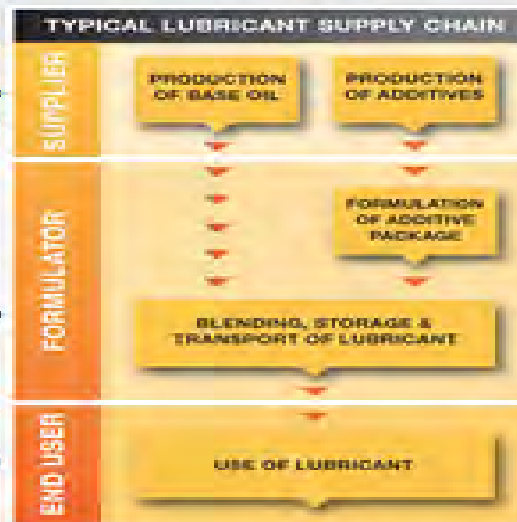 TYPICAL LUBRICANT SUPPLY CHAIN
SUPPLIER
PRODUCTION
OF BASE OIL
PRODUCTION
OF ADDITIVES
FORMULATOR
FORMULATION
OF ADDITIVE
PACKAGE
BLENDING, STORAGE &
TRANSPORT OF LUBRICANT
END USER
USE OF LUBRICANT